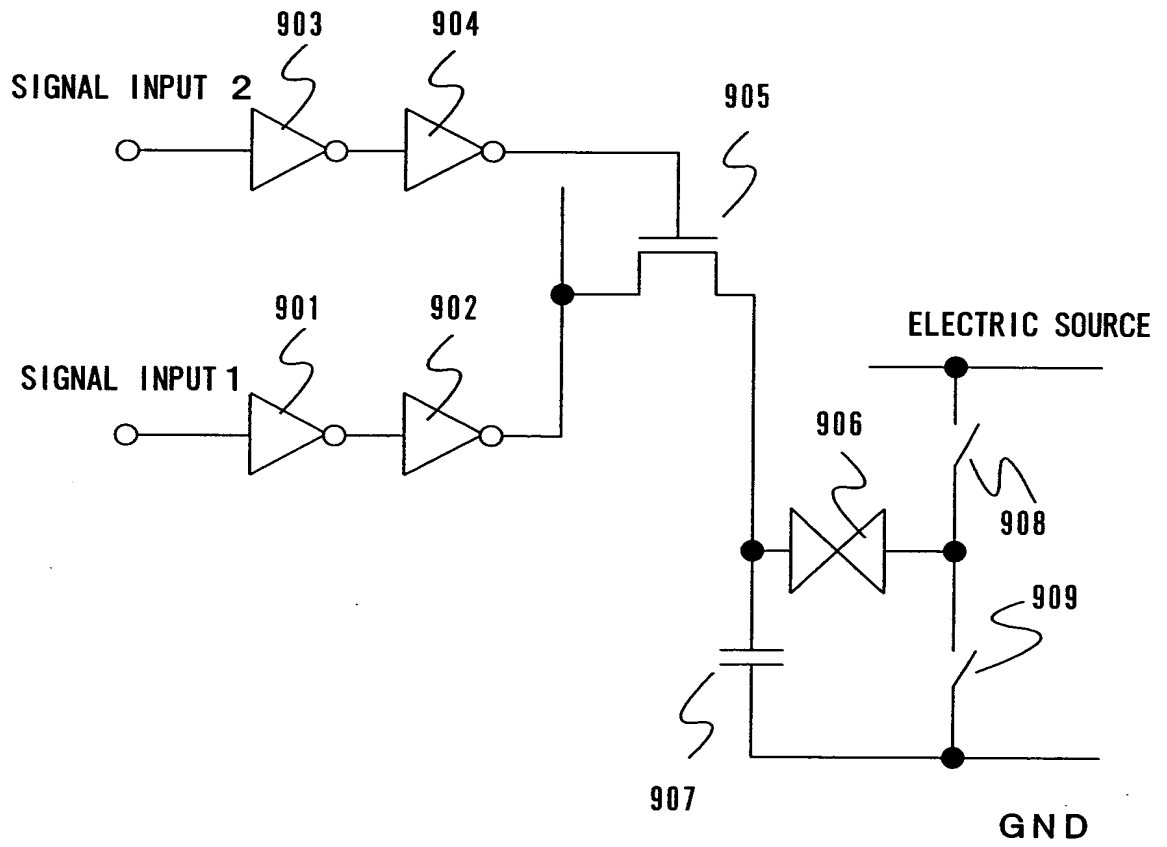 903
904
SIGNAL INPUT 2
905
901
902
ELECTRIC SOURCE
SIGNAL INPUT 1
906
908
909
907
GND